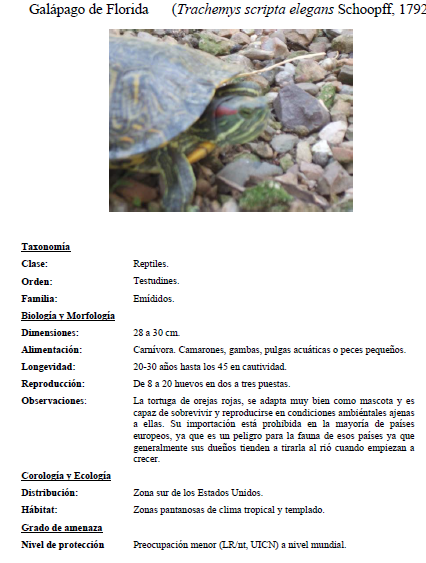 Galápago de Florida (Trachemys scripta elegans Schoopff, 1792
Taxonomía
Clase: Reptiles.
Orden: Testudines.
Familia: Emídidos.
Biología y Morfología
Dimensiones: 28 a 30 cm.
Alimentación: Carnívora. Camarones, gambas, pulgas acuáticas o peces pequeños.
Longevidad: 20-30 años hasta los 45 en cautividad.
Reproducción: De 8 a 20 huevos en dos a tres puestas.
Observaciones: La tortuga de orejas rojas, se adapta muy bien como mascota y es
capaz de sobrevivir y reproducirse en condiciones ambiéntales ajenas
a ellas. Su importación está prohibida en la mayoría de países
europeos, ya que es un peligro para la fauna de esos países ya que
generalmente sus dueños tienden a tirarla al rió cuando empiezan a
crecer.
Corología y Ecología
Distribución: Zona sur de los Estados Unidos.
Hábitat: Zonas pantanosas de clima tropical y templado.
Grado de amenaza
Nivel de protección Preocupación menor (LR/nt, UICN) a nivel mundial.